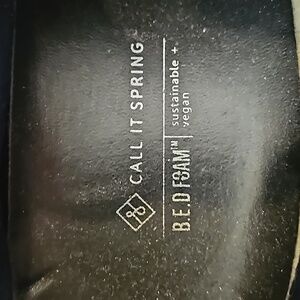 CALL IT SPRING
B.E.D FOAM™
sustainable +
vegan